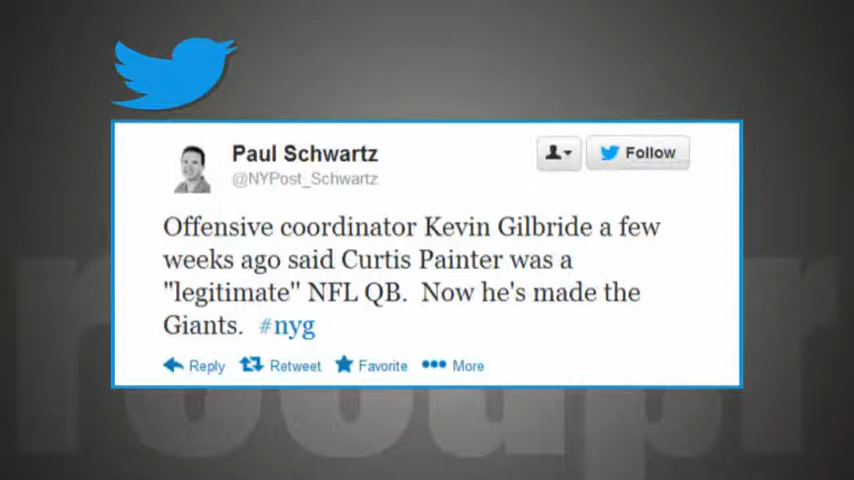 Paul Schwartz
@NYPost_Schwartz
Follow
Offensive coordinator Kevin Gilbride a few
weeks ago said Curtis Painter was a
"legitimate" NFL QB.  Now he's made the
Giants.  #nyg
Reply Retweet Favorite More